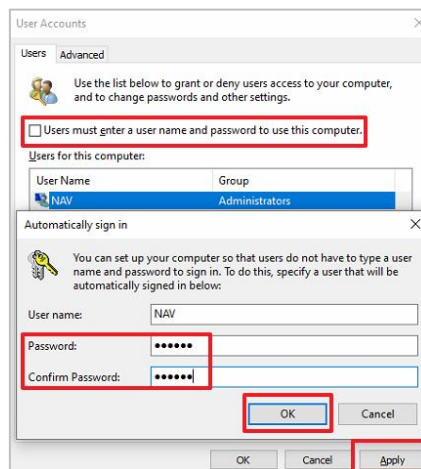 User Accounts
Users
Advanced
Use the list below to grant or deny users access to your computer,
and to change passwords and other settings.
Users must enter a user name and password to use this computer.
Users for this computer:
User Name
Group
NAV
Administrators
Automatically sign in
You can set up your computer so that users do not have to type a user
name and password to sign in. To do this, specify a user that will be
automatically signed in below:
User name:
NAV
Password:
●●●●●●
Confirm Password:
●●●●●●
OK
Cancel
OK
Cancel
Apply